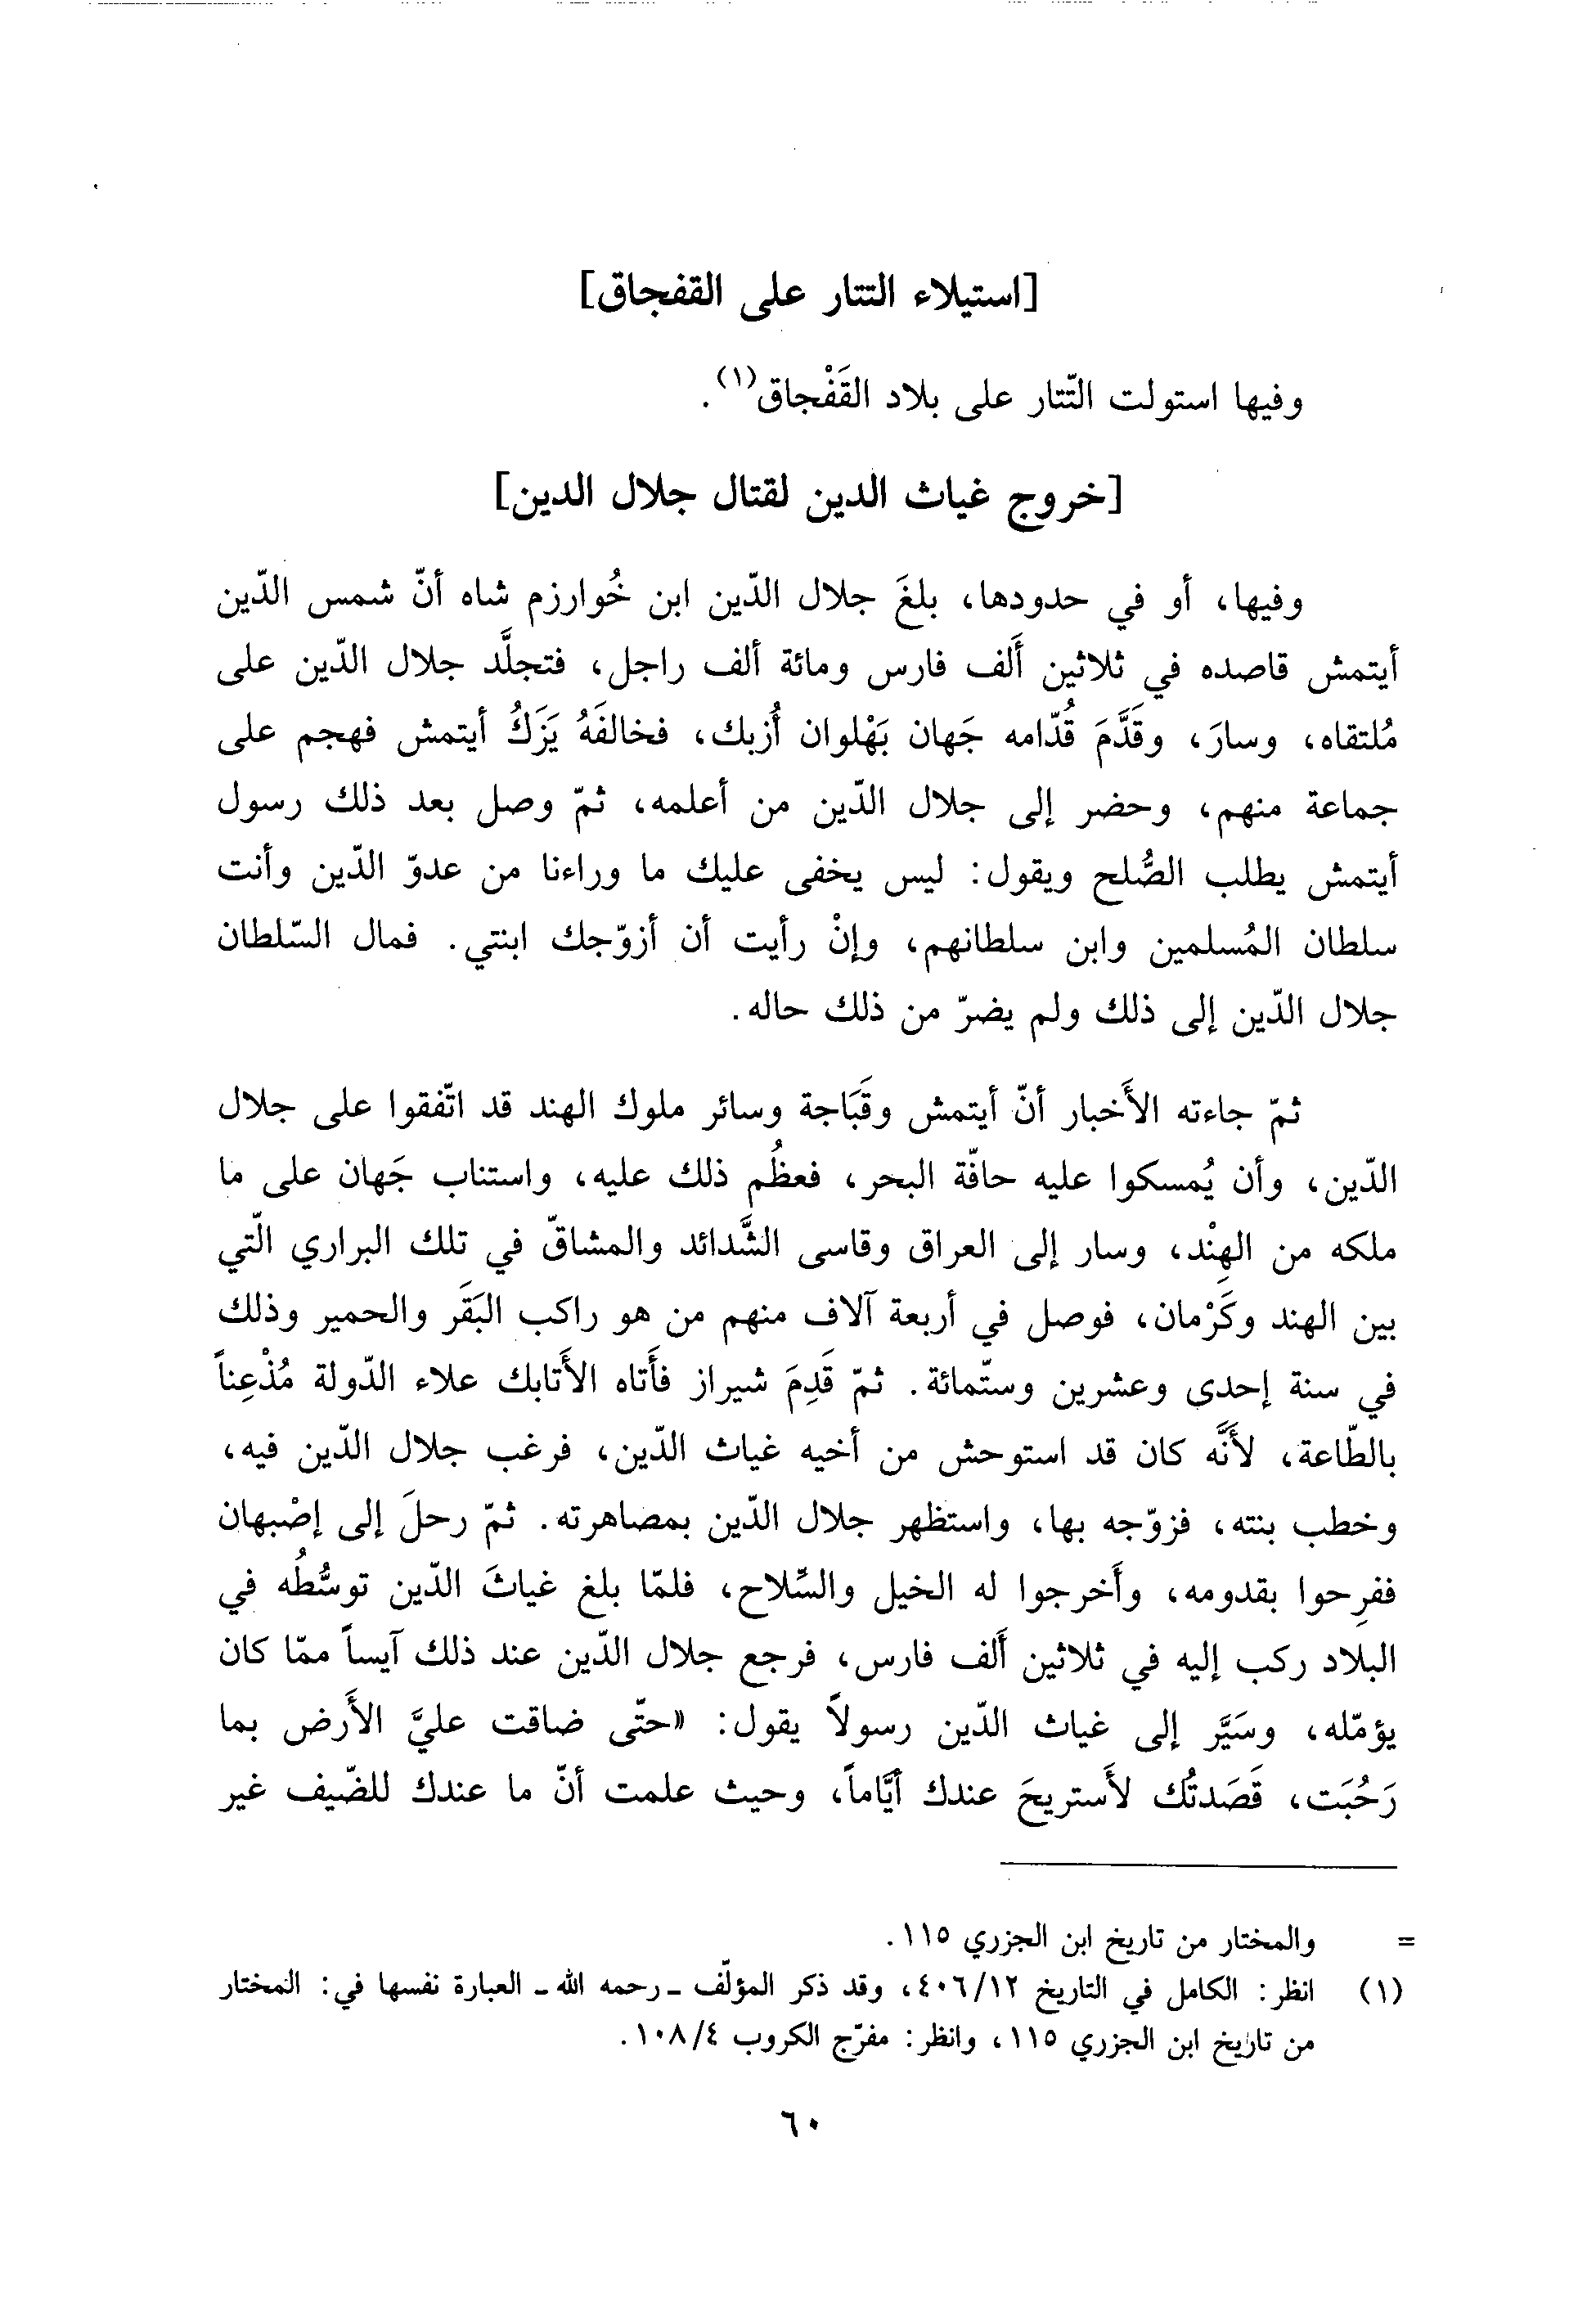 [استيلاء التتار على القفجاق]
وفيها استولت التّتار على بلاد القَفْجاق(١).
[خروج غياث الدين لقتال جلال الدين]
وفيها، أو في حدودها، بلغَ جلال الدّين ابن خُوارزم شاه أنّ شمس الدّين
أيتمش قاصده في ثلاثين أَلف فارس ومائة ألف راجل، فتجلَّد جلال الدّين على
مُلتقاه، وسارَ، وقَدَّمَ قُدّامه جَهان بَهْلوان أُزبك، فخالفَهُ يَزَكُ أيتمش فهجم على
جماعة منهم، وحضر إلى جلال الدّين من أعلمه، ثمّ وصل بعد ذلك رسول
أيتمش يطلب الصُّلح ويقول: ليس يخفى عليك ما وراءنا من عدوّ الدّين وأنت
سلطان المُسلمين وابن سلطانهم، وإنْ رأيت أن أزوّجك ابنتي. فمال السّلطان
جلال الدّين إلى ذلك ولم يضرّ من ذلك حاله.
ثمّ جاءته الأَخبار أنّ أيتمش وقَبَاجة وسائر ملوك الهند قد اتّفقوا على جلال
الدّين، وأن يُمسكوا عليه حافّة البحر، فعظُم ذلك عليه، واستناب جَهان على ما
ملكه من الهِنْد، وسار إلى العراق وقاسى الشَّدائد والمشاقّ في تلك البراري الّتي
بين الهند وكَرْمان، فوصل في أربعة آلاف منهم من هو راكب البَقَر والحمير وذلك
في سنة إحدى وعشرين وستّمائة. ثمّ قَدِمَ شيراز فأَتاه الأَتابك علاء الدّولة مُذْعِناً
بالطّاعة، لأَنَّه كان قد استوحش من أخيه غياث الدّين، فرغب جلال الدّين فيه،
وخطب بنته، فزوّجه بها، واستظهر جلال الدّين بمصاهرته. ثمّ رحلَ إلى إصْبهان
ففرِحوا بقدومه، وأَخرجوا له الخيل والسِّلاح، فلمّا بلغ غياثَ الدّين توسُّطُه في
البلاد ركب إليه في ثلاثين أَلف فارس، فرجع جلال الدّين عند ذلك آيساً ممّا كان
يؤمّله، وسَيَّر إلى غياث الدّين رسولاً يقول: «حتّى ضاقت عليَّ الأَرض بما
رَحُبَت، قَصَدتُك لأَستريحَ عندك أيَّاماً، وحيث علمت أنّ ما عندك للضّيف غير
= والمختار من تاريخ ابن الجزري ١١٥.
(١) انظر: الكامل في التاريخ ٤٠٦/١٢، وقد ذكر المؤلّف - رحمه الله - العبارة نفسها في: المختار
من تاريخ ابن الجزري ١١٥، وانظر: مفرّج الكروب ١٠٨/٤.
٦٠